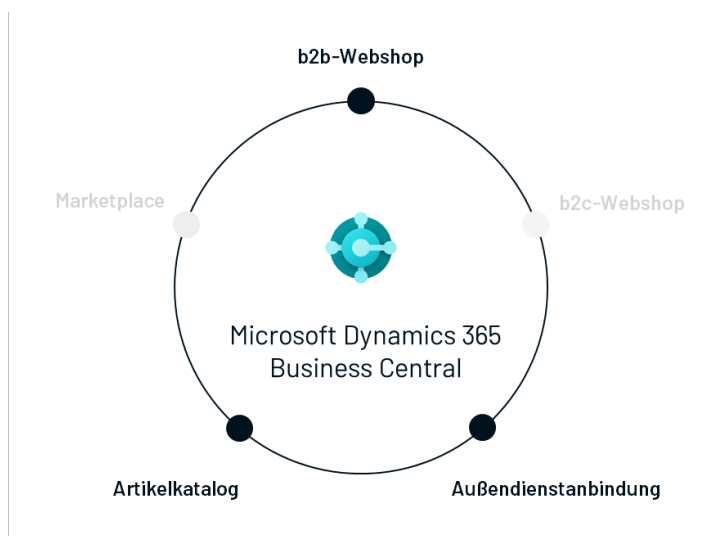 b2b-Webshop
Marketplace
b2c-Webshop
Microsoft Dynamics 365
Business Central
Artikelkatalog
Außendienstanbindung